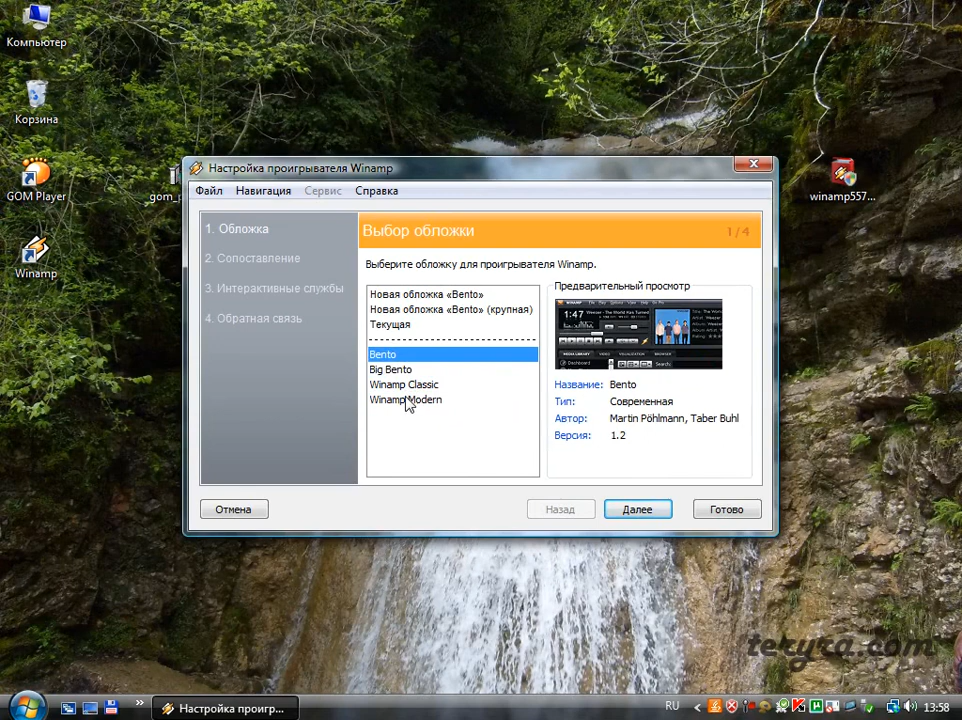 Компьютер
Корзина
GOM Player
Winamp
winamp557...
Настройка проигрывателя Winamp
Файл Навигация Сервис Справка
1. Обложка
2. Сопоставление
3. Интерактивные службы
4. Обратная связь
Выбор обложки
1 / 4
Выберите обложку для проигрывателя Winamp.
Новая обложка «Bento»
Новая обложка «Bento» (крупная)
Текущая
Bento
Big Bento
Winamp Classic
Winamp Modern
Предварительный просмотр
1:47
Название: Bento
Тип: Современная
Автор: Martin Pöhlmann, Taber Buhl
Версия: 1.2
Отмена
Назад
Далее
Готово
teryra.com
Настройка проигр...
RU
13:58